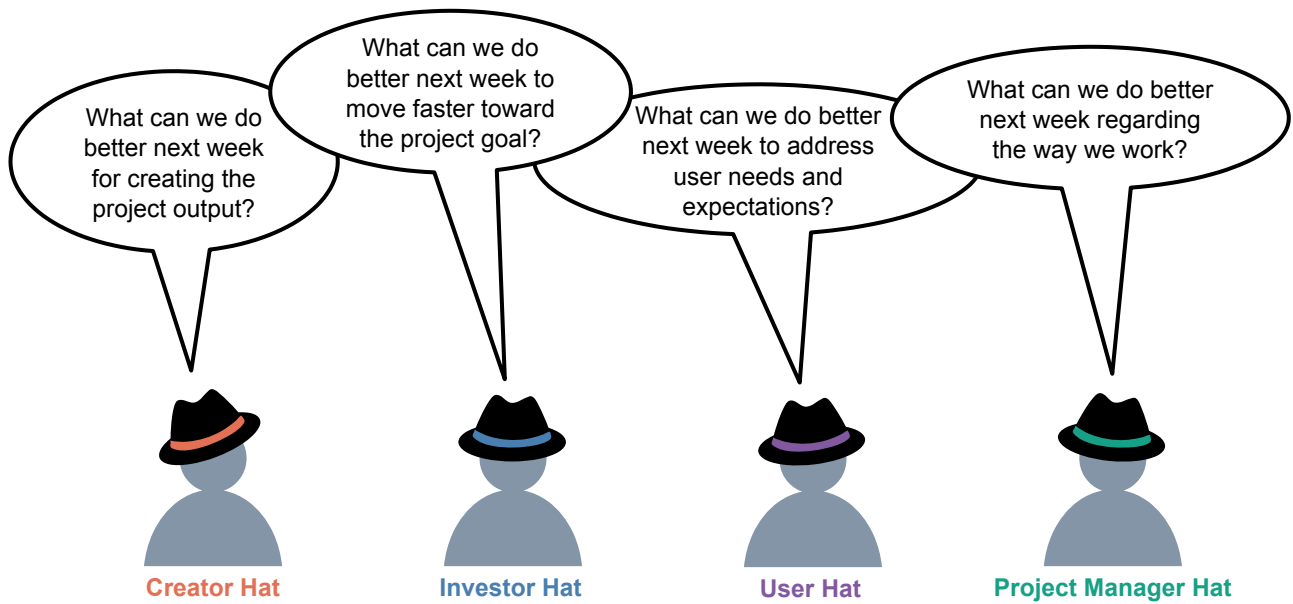 What can we do
better next week
for creating the
project output?
What can we do
better next week to
move faster toward
the project goal?
What can we do better
next week to address
user needs and
expectations?
What can we do better
next week regarding
the way we work?
Creator Hat
Investor Hat
User Hat
Project Manager Hat